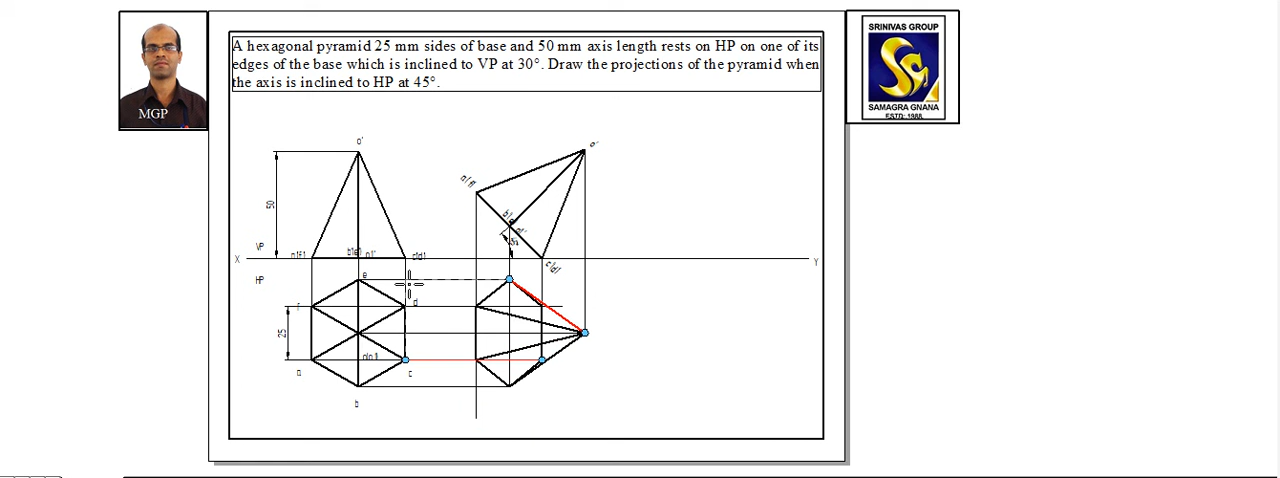 SRINIVAS GROUP
A hexagonal pyramid 25 mm sides of base and 50 mm axis length rests on HP on one of its
edges of the base which is inclined to VP at 30°. Draw the projections of the pyramid when
the axis is inclined to HP at 45°.
MGP
SAMAGRA GNANA
ESTD: 1988
o'
o'
50
VP
X
Y
HP
e
d
f
25
a
c
b